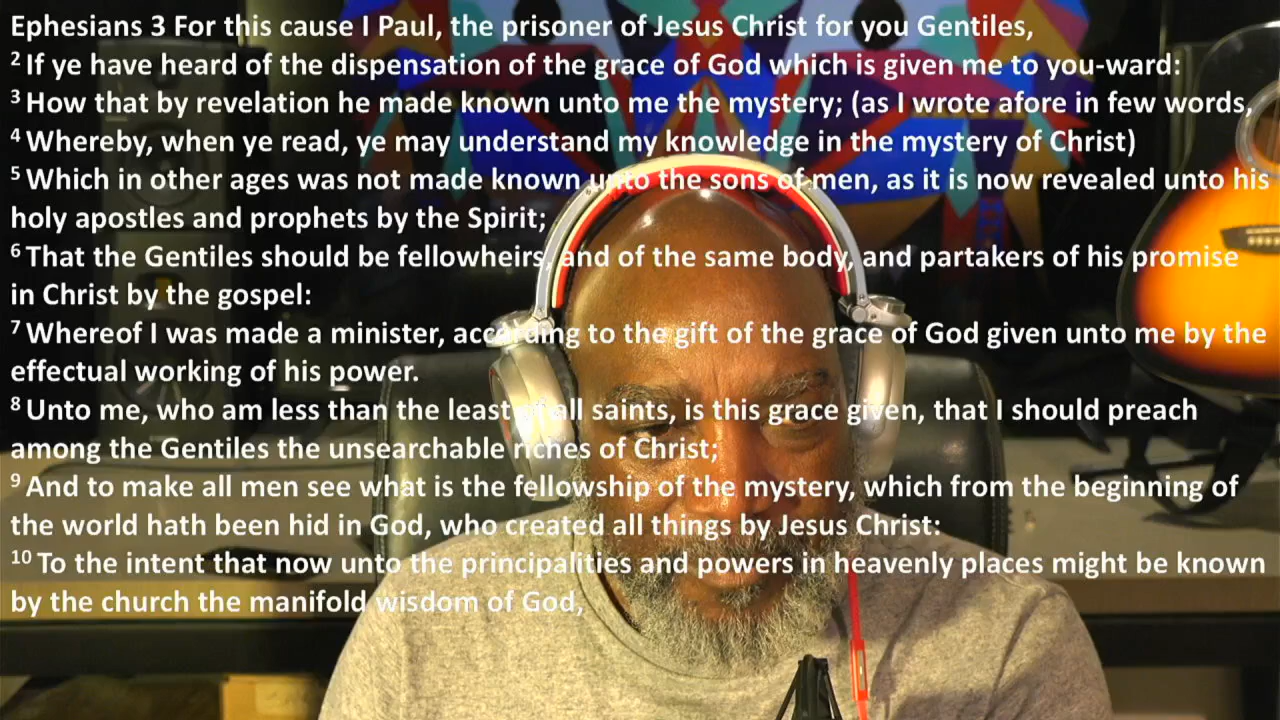 Ephesians 3 For this cause I Paul, the prisoner of Jesus Christ for you Gentiles,
2 If ye have heard of the dispensation of the grace of God which is given me to you-ward:
3 How that by revelation he made known unto me the mystery; (as I wrote afore in few words,
4 Whereby, when ye read, ye may understand my knowledge in the mystery of Christ)
5 Which in other ages was not made known unto the sons of men, as it is now revealed unto his
holy apostles and prophets by the Spirit;
6 That the Gentiles should be fellowheirs, and of the same body, and partakers of his promise
in Christ by the gospel:
7 Whereof I was made a minister, according to the gift of the grace of God given unto me by the
effectual working of his power.
8 Unto me, who am less than the least of all saints, is this grace given, that I should preach
among the Gentiles the unsearchable riches of Christ;
9 And to make all men see what is the fellowship of the mystery, which from the beginning of
the world hath been hid in God, who created all things by Jesus Christ:
10 To the intent that now unto the principalities and powers in heavenly places might be known
by the church the manifold wisdom of God,